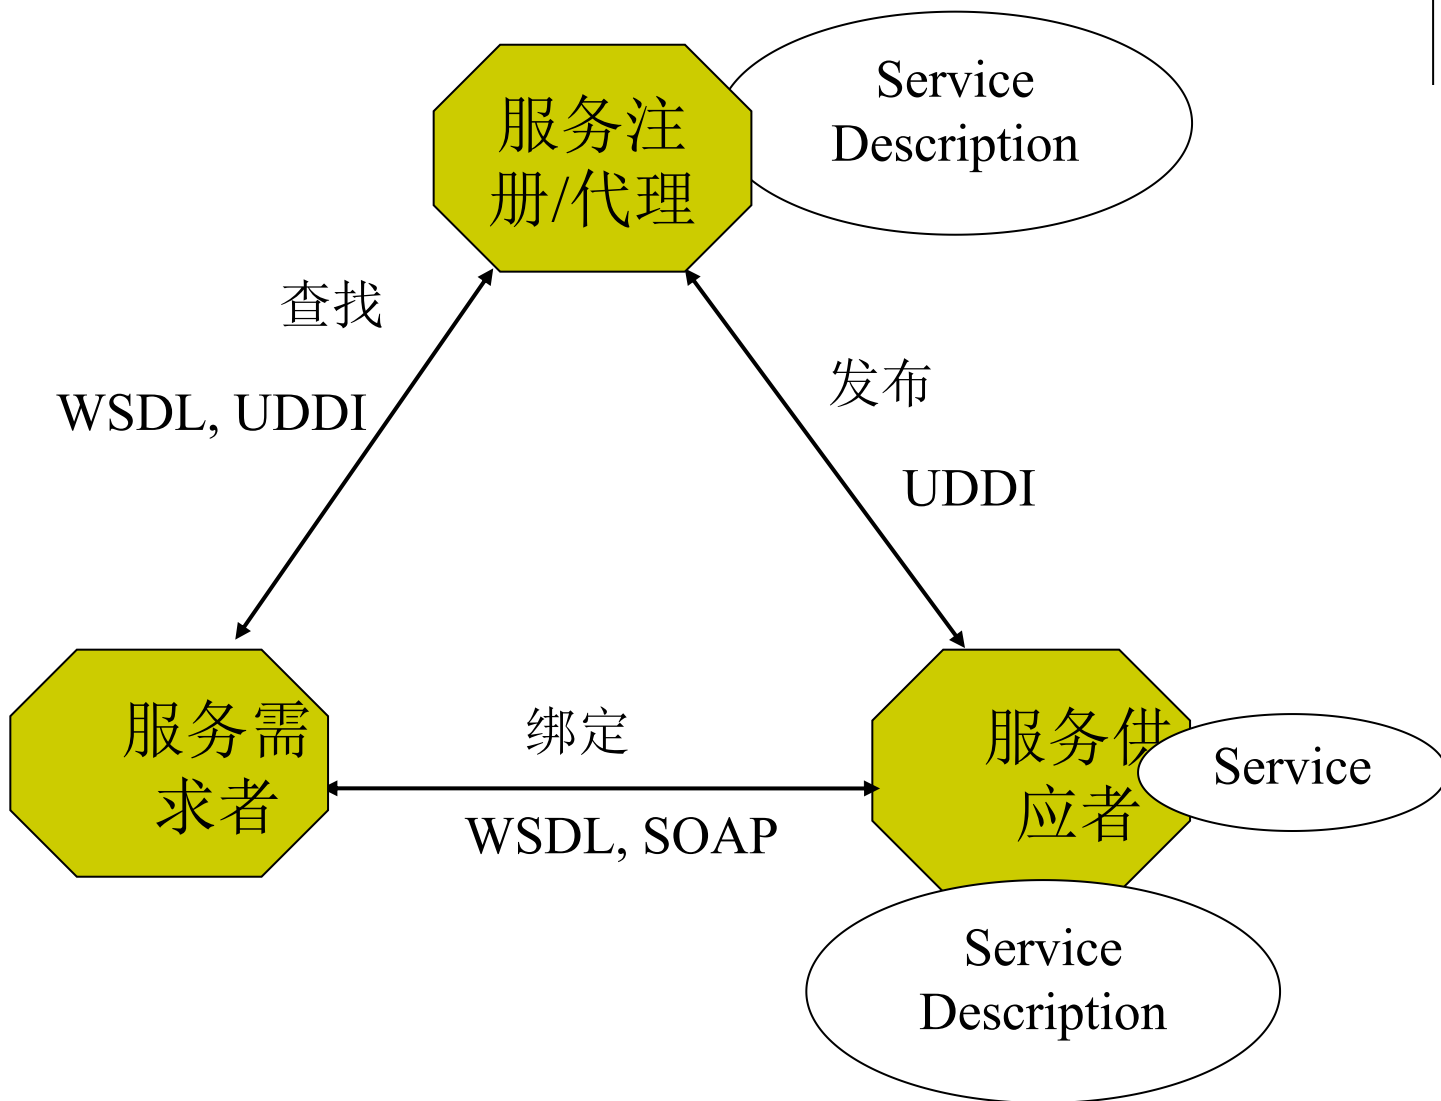 服务注
册/代理
Service
Description
查找
WSDL, UDDI
发布
UDDI
服务需
求者
绑定
WSDL, SOAP
服务供
应者
Service
Service
Description